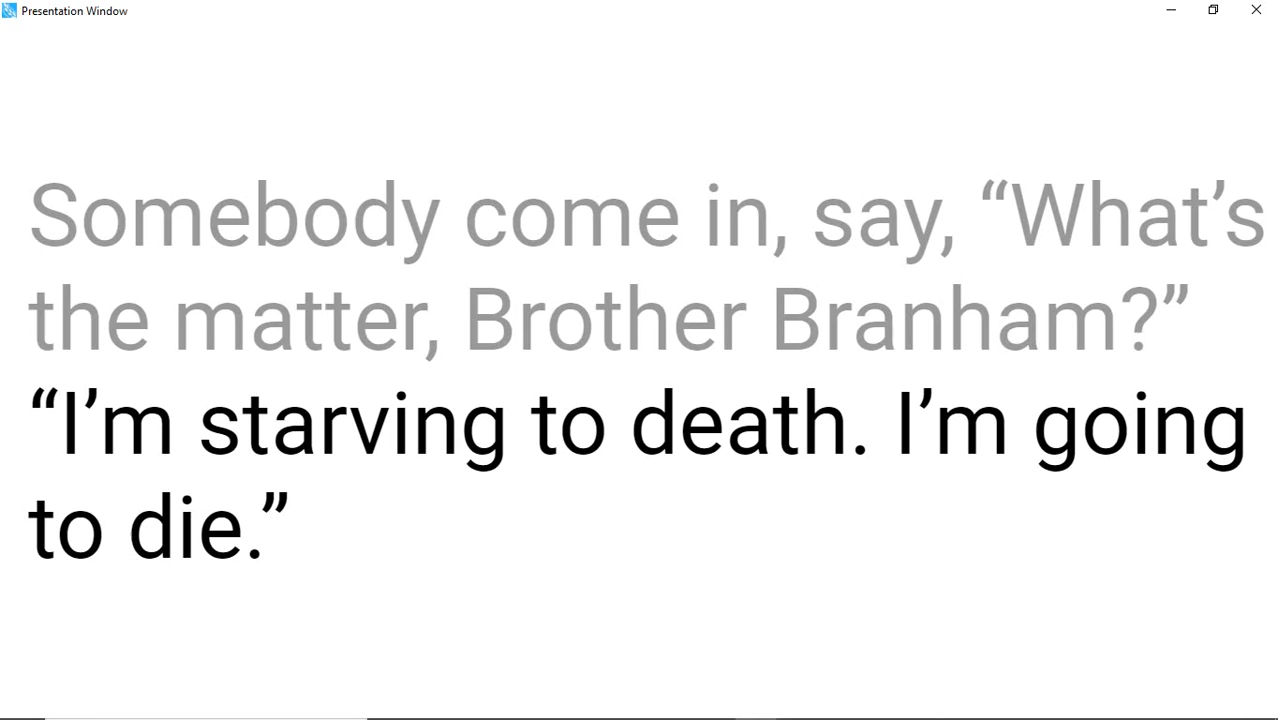 Presentation Window
Somebody come in, say, “What’s
the matter, Brother Branham?”
“I’m starving to death. I’m going
to die.”